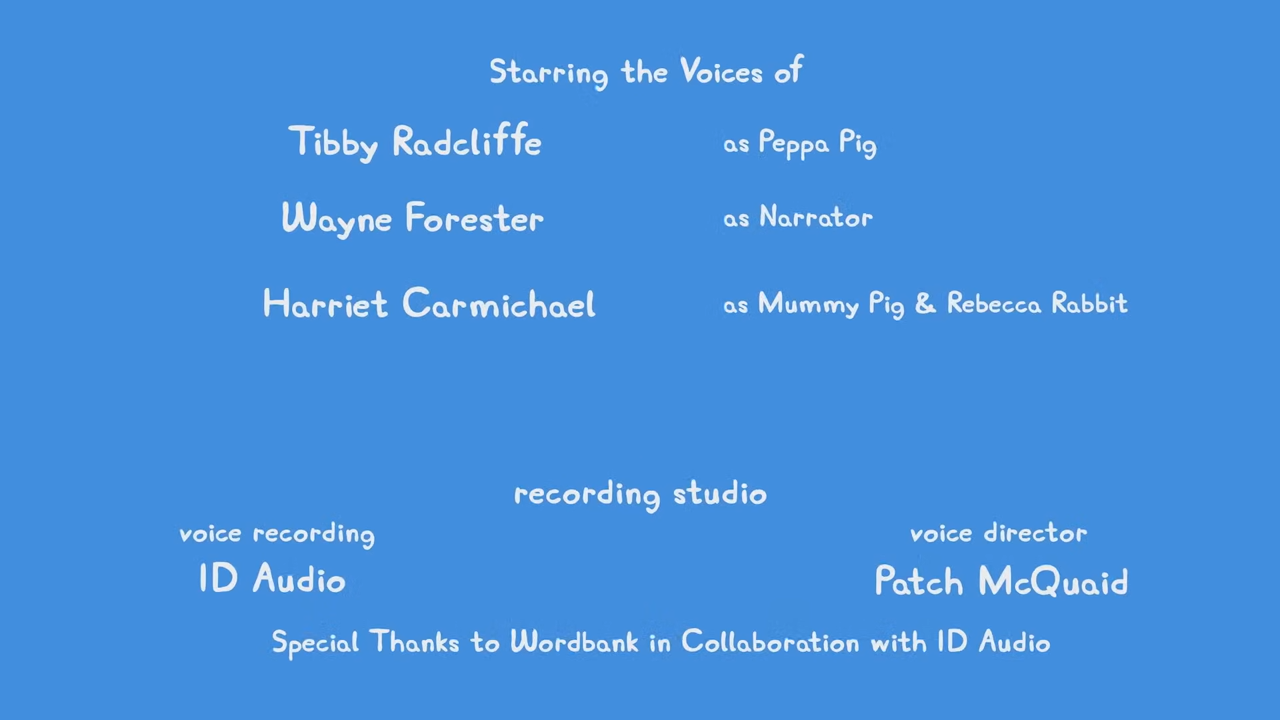 Starring the Voices of
Tibby Radcliffe as Peppa Pig
Wayne Forester as Narrator
Harriet Carmichael as Mummy Pig & Rebecca Rabbit
recording studio
voice recording voice director
ID Audio Patch McQuaid
Special Thanks to Wordbank in Collaboration with ID Audio